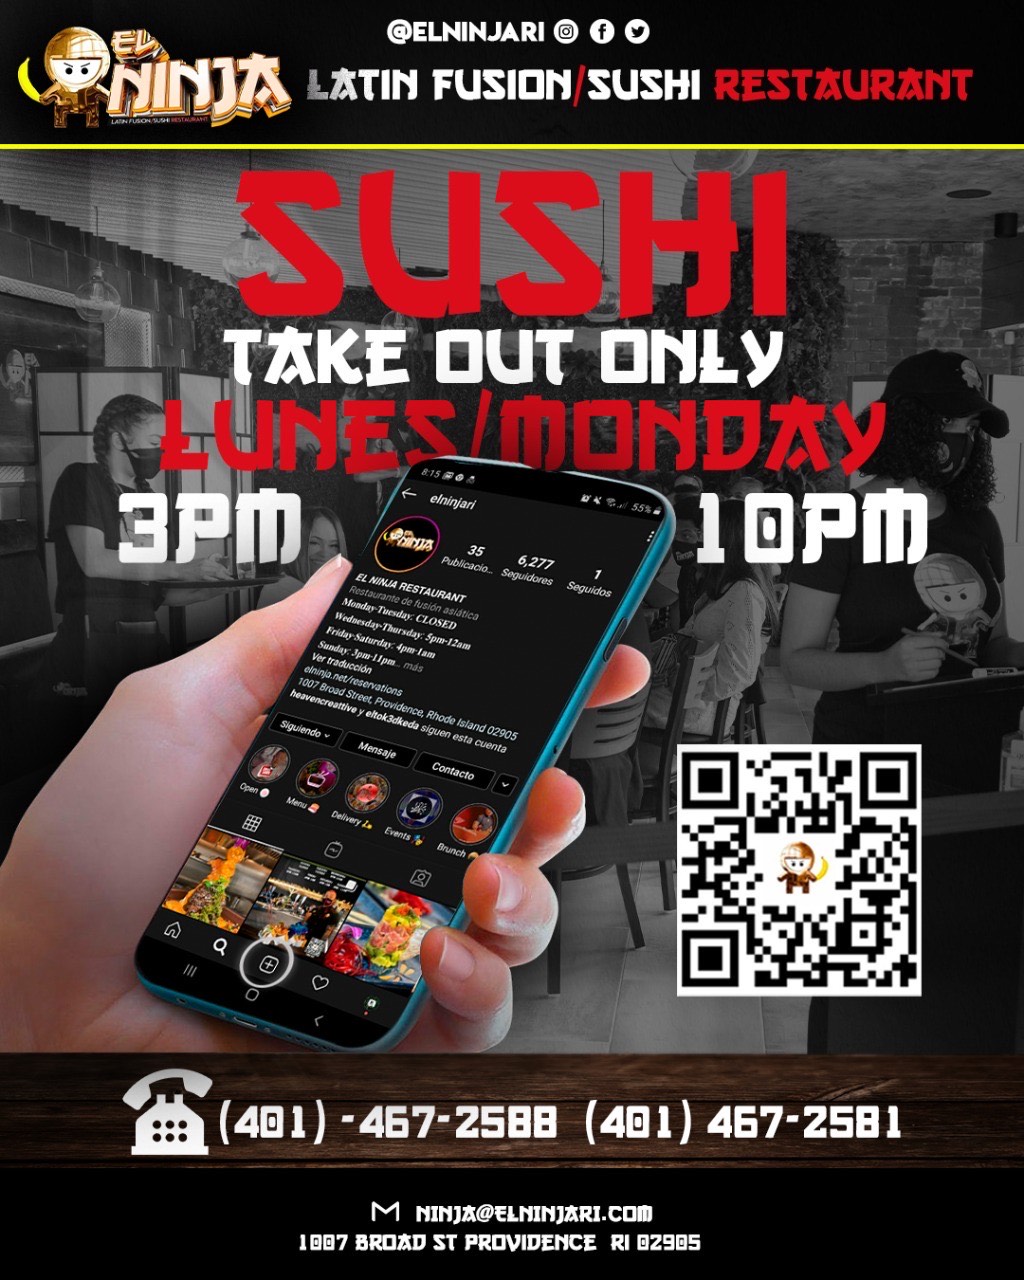 @ELNINJARI
EL NINJA
LATIN FUSION/SUSHI RESTAURANT
LATIN FUSION/SUSHI RESTAURANT
SUSHI
TAKE OUT ONLY
LUNES/MONDAY
3PM 10PM
8:15 55%
elninjari
EL NINJA
35 6,277 1
Publicacio... Seguidores Seguidos
EL NINJA RESTAURANT
Restaurante de fusión asiática
Monday-Tuesday: CLOSED
Wednesday-Thursday: 5pm-12am
Friday-Saturday: 4pm-1am
Sunday: 3pm-11pm... más
Ver traducción
elninja.net/reservations
1007 Broad Street, Providence, Rhode Island 02905
heavencreattive y eltok3dkeda siguen esta cuenta
Siguiendo Mensaje Contacto
Open Menu Delivery Events Brunch
(401) -467-2588 (401) 467-2581
NINJA@ELNINJARI.COM
1007 BROAD ST PROVIDENCE RI 02905